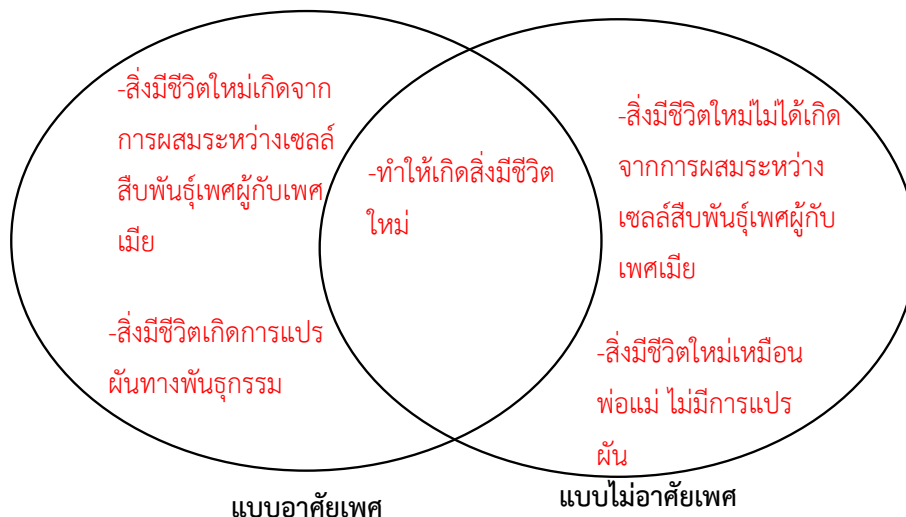 -สิ่งมีชีวิตใหม่เกิดจาก
การผสมระหว่างเซลล์
สืบพันธุ์เพศผู้กับเพศ
เมีย
-สิ่งมีชีวิตเกิดการแปร
ผันทางพันธุกรรม
-ทำให้เกิดสิ่งมีชีวิต
ใหม่
-สิ่งมีชีวิตใหม่ไม่ได้เกิด
จากการผสมระหว่าง
เซลล์สืบพันธุ์เพศผู้กับ
เพศเมีย
-สิ่งมีชีวิตใหม่เหมือน
พ่อแม่ ไม่มีการแปร
ผัน
แบบอาศัยเพศ
แบบไม่อาศัยเพศ